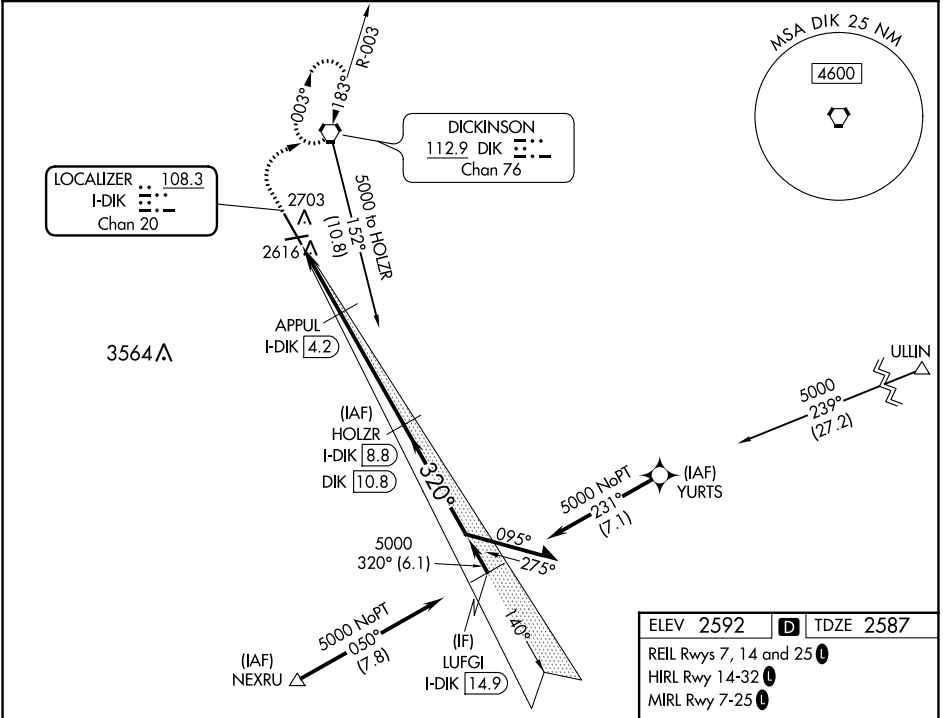 MSA DIK 25 NM
4600
R-003
183°
003°
DICKINSON
112.9 DIK
Chan 76
LOCALIZER 108.3
I-DIK
Chan 20
5000 to HOLZR
152°
(10.8)
2703
2616
APPUL
I-DIK 4.2
3564
ULLIN
5000
239°
(27.2)
(IAF)
HOLZR
I-DIK 8.8
DIK 10.8
320°
(IAF)
YURTS
5000 NoPT
231°
(7.1)
095°
275°
5000
320° (6.1)
140°
5000 NoPT
050°
(7.8)
(IAF)
NEXRU
(IF)
LUFGI
I-DIK 14.9
ELEV 2592 D TDZE 2587
REIL Rwys 7, 14 and 25 L
HIRL Rwy 14-32 L
MIRL Rwy 7-25 L